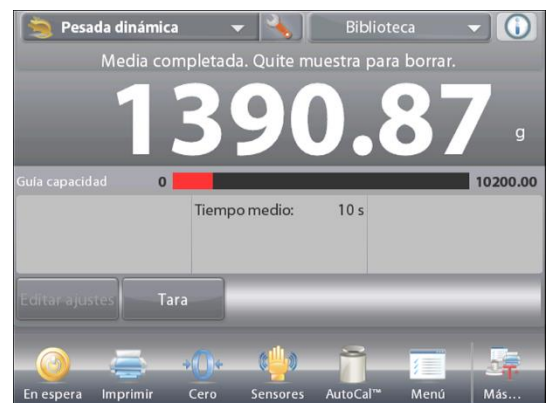 Pesada dinámica Biblioteca
Media completada. Quite muestra para borrar.
1390.87 g
Guía capacidad 0 10200.00
Tiempo medio: 10 s
Editar ajustes Tara
En espera Imprimir Cero Sensores AutoCal™ Menú Más...